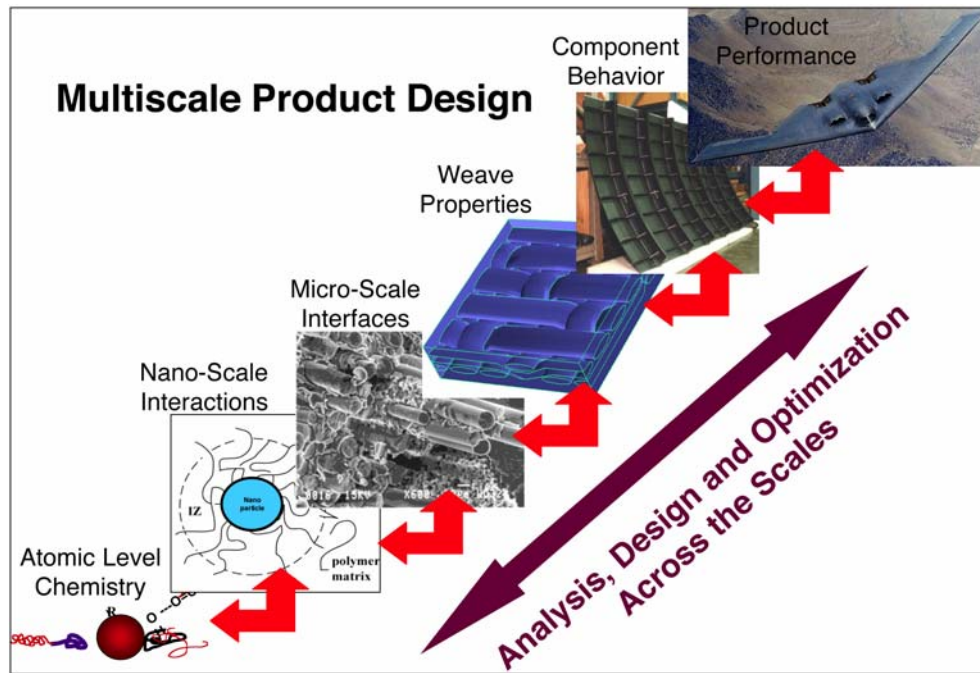 Product
Performance
Component
Behavior
Multiscale Product Design
Weave
Properties
Micro-Scale
Interfaces
Nano-Scale
Interactions
Nano
particle
IZ
polymer
matrix
Atomic Level
Chemistry
R
O
Analysis, Design and Optimization
Across the Scales